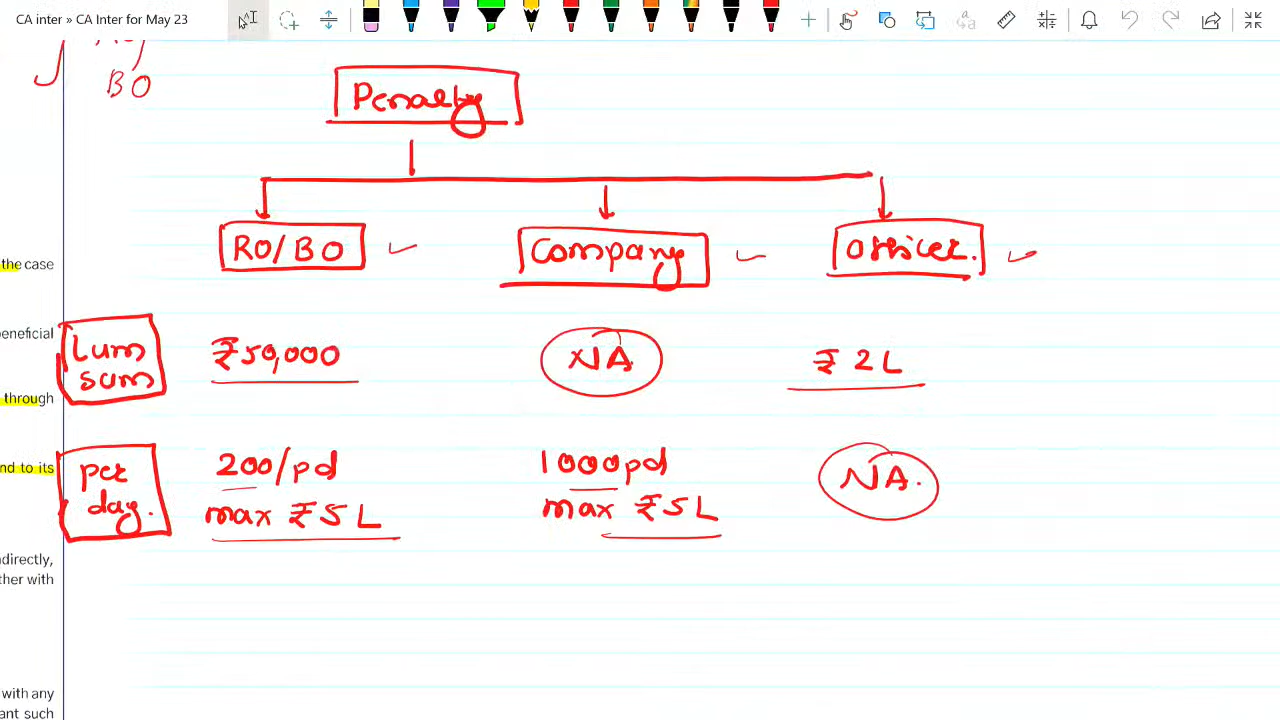 CA inter » CA Inter for May 23
BO
Penalty
RO/BO
Company
Officer.
the case
eneficial
Lum sum
₹50,000
NA
₹ 2L
through
nd to its
Per day.
200/pd
max ₹5 L
1000pd
max ₹5L
NA.
ndirectly,
ther with
with any
ant such